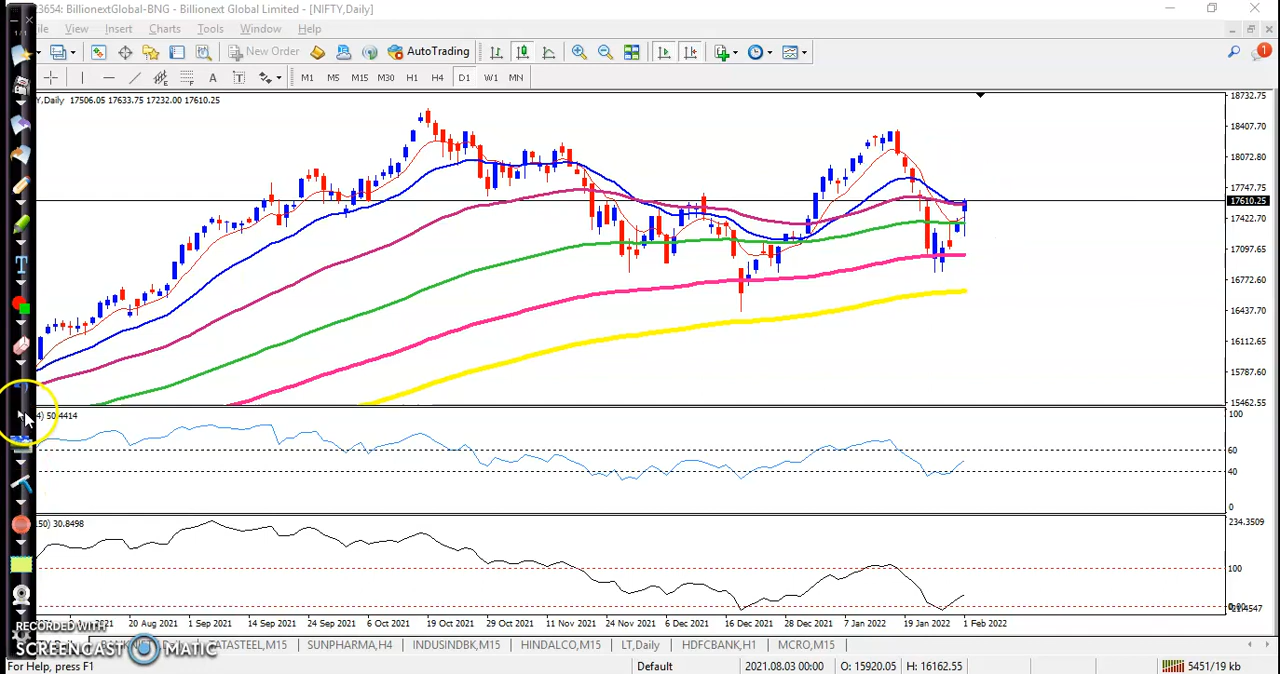 3654: BillionextGlobal-BNG - Billionext Global Limited - [NIFTY,Daily]
ile View Insert Charts Tools Window Help
New Order AutoTrading
1
A T M1 M5 M15 M30 H1 H4 D1 W1 MN
Y,Daily 17506.05 17633.75 17232.00 17610.25
18732.75
18407.70
18072.80
17747.75
17610.25
17422.70
17097.65
16772.60
16437.70
16112.65
15787.60
15462.55
4) 50.4414
100
60
40
0
50) 30.8498
234.3509
100
2021 20 Aug 2021 1 Sep 2021 14 Sep 2021 24 Sep 2021 6 Oct 2021 19 Oct 2021 29 Oct 2021 11 Nov 2021 24 Nov 2021 6 Dec 2021 16 Dec 2021 28 Dec 2021 7 Jan 2022 19 Jan 2022 1 Feb 2022
RECORDED WITH
SCREENCAST MATIC
TATASTEEL,M15 SUNPHARMA,H4 INDUSINDBK,M15 HINDALCO,M15 LT,Daily HDFCBANK,H1 MCRO,M15
For Help, press F1 Default 2021.08.03 00:00 O: 15920.05 H: 16162.55 5451/19 kb